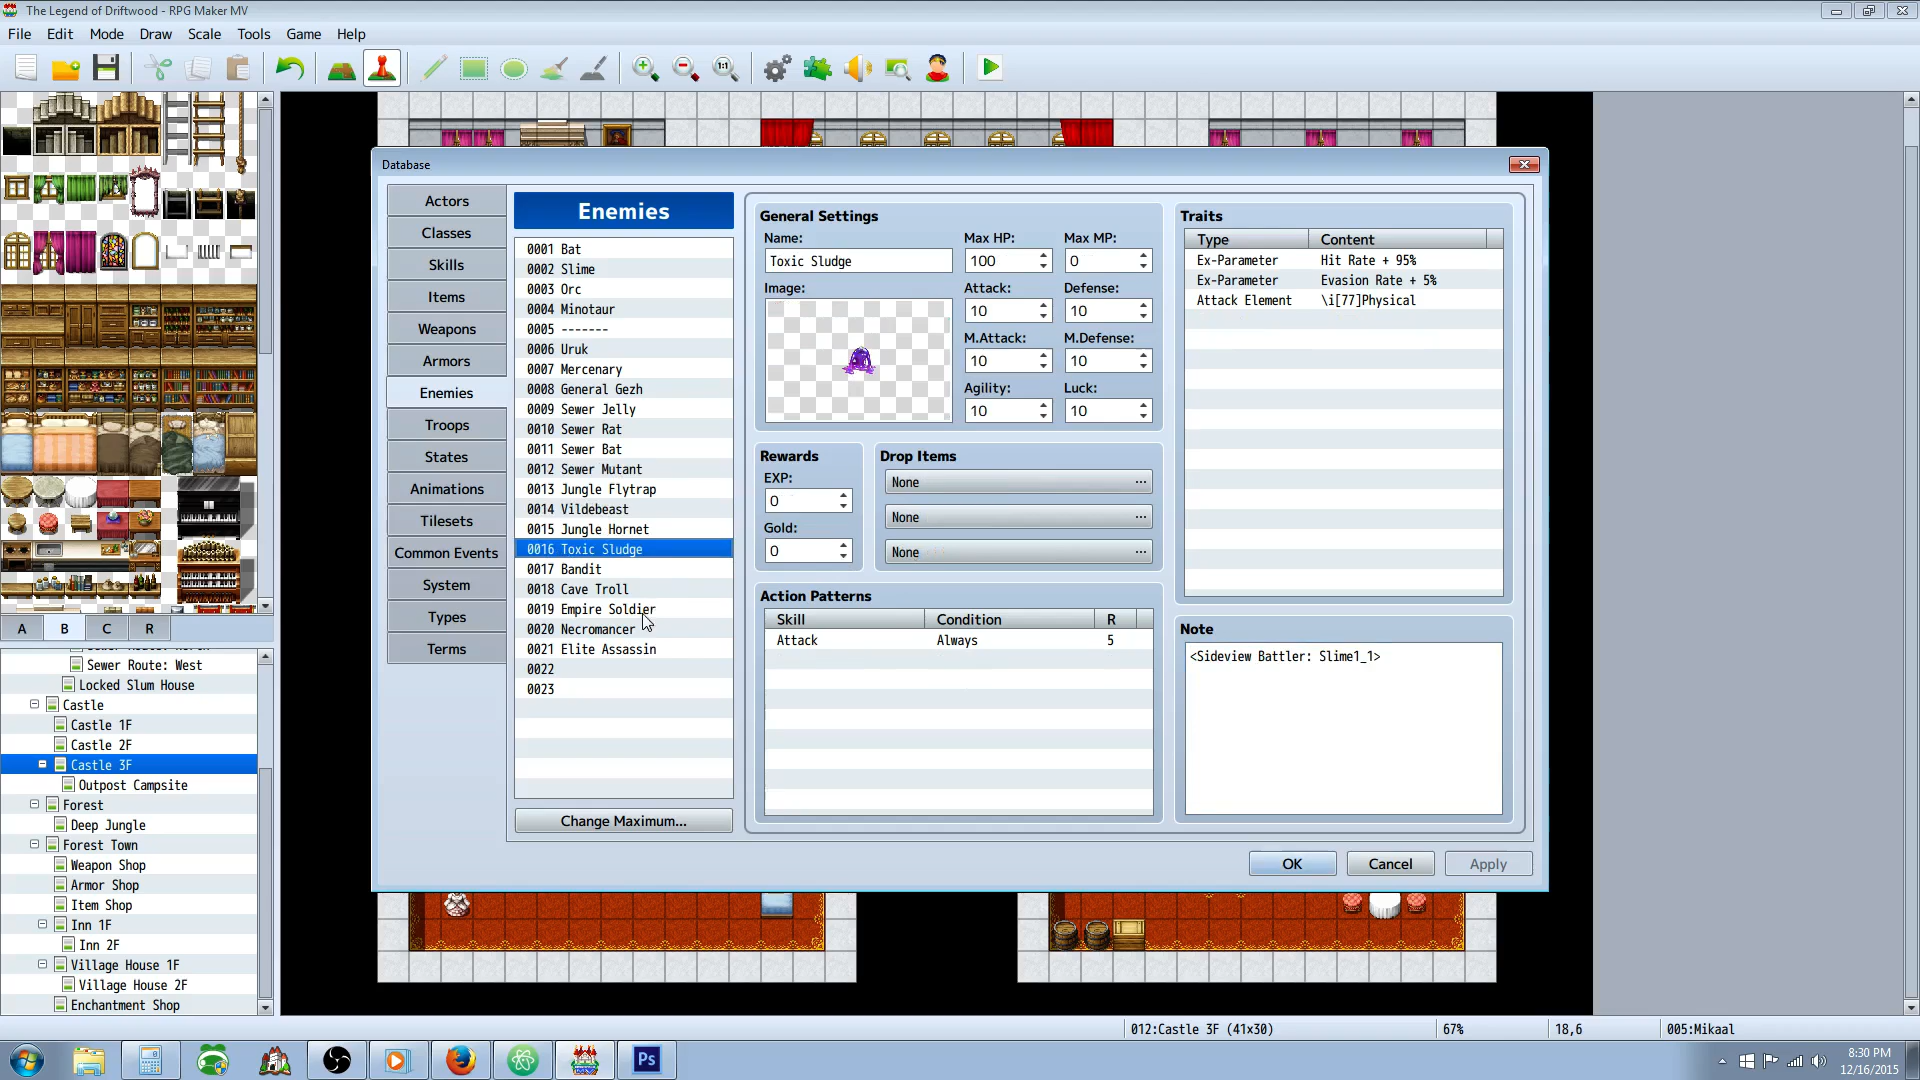 The Legend of Driftwood - RPG Maker MV
File Edit Mode Draw Scale Tools Game Help
1:1
Database
Actors
Classes
Skills
Items
Weapons
Armors
Enemies
Troops
States
Animations
Tilesets
Common Events
System
Types
Terms
Enemies
0001 Bat
0002 Slime
0003 Orc
0004 Minotaur
0005 -------
0006 Uruk
0007 Mercenary
0008 General Gezh
0009 Sewer Jelly
0010 Sewer Rat
0011 Sewer Bat
0012 Sewer Mutant
0013 Jungle Flytrap
0014 Vildebeast
0015 Jungle Hornet
0016 Toxic Sludge
0017 Bandit
0018 Cave Troll
0019 Empire Soldier
0020 Necromancer
0021 Elite Assassin
0022
0023
Change Maximum...
General Settings
Name: Max HP: Max MP:
Toxic Sludge 100 0
Image: Attack: Defense:
10 10
M.Attack: M.Defense:
10 10
Agility: Luck:
10 10
Rewards
EXP:
0
Gold:
0
Drop Items
None ...
None ...
None ...
Action Patterns
Skill Condition R
Attack Always 5
Traits
Type Content
Ex-Parameter Hit Rate + 95%
Ex-Parameter Evasion Rate + 5%
Attack Element \i[77]Physical
Note
<Sideview Battler: Slime1_1>
OK Cancel Apply
A B C R
Sewer Route: West
Locked Slum House
Castle
Castle 1F
Castle 2F
Castle 3F
Outpost Campsite
Forest
Deep Jungle
Forest Town
Weapon Shop
Armor Shop
Item Shop
Inn 1F
Inn 2F
Village House 1F
Village House 2F
Enchantment Shop
012:Castle 3F (41x30) 67% 18,6 005:Mikaal
Ps
8:30 PM
12/16/2015